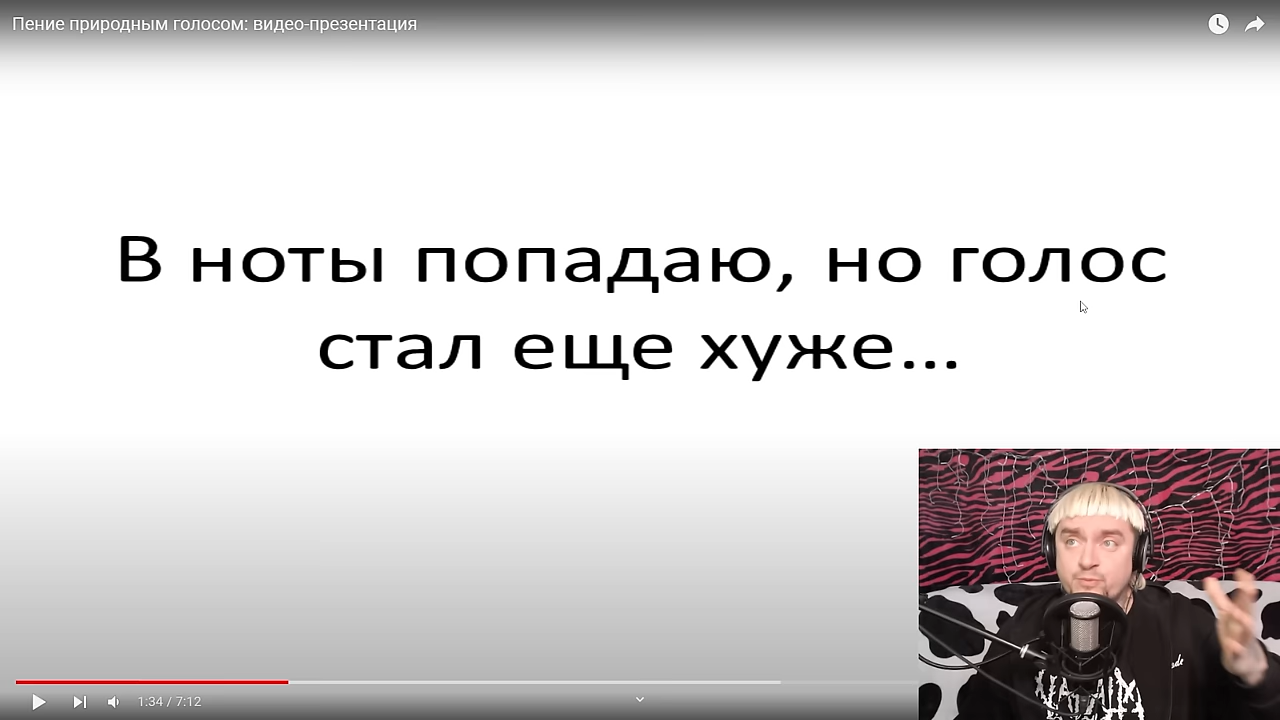 Пение природным голосом: видео-презентация
В ноты попадаю, но голос
стал еще хуже...
1:34 / 7:12